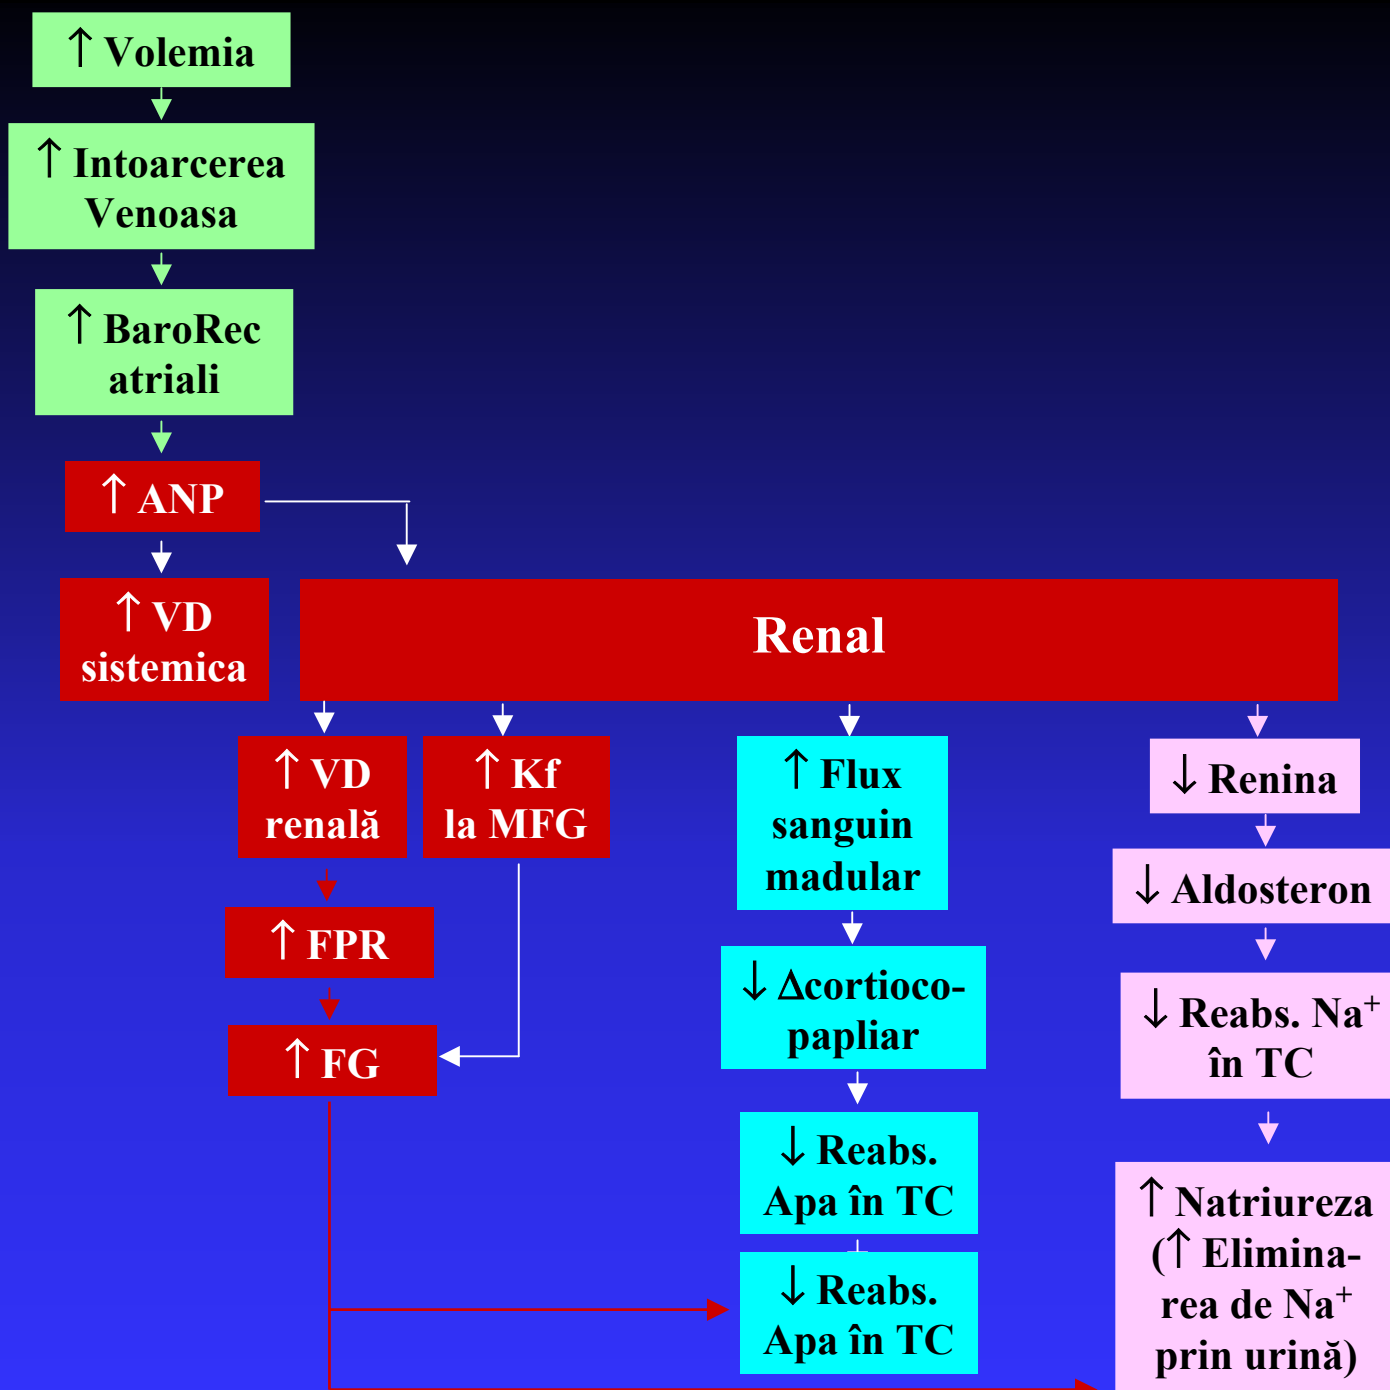 ↑ Volemia
↑ Intoarcerea
Venoasa
↑ BaroRec
atriali
↑ ANP
↑ VD
sistemica
Renal
↑ VD
renală
↑ FPR
↑ FG
↑ Kf
la MFG
↑ Flux
sanguin
madular
↓ Δcortioco-
papliar
↓ Reabs.
Apa în TC
↓ Reabs.
Apa în TC
↓ Renina
↓ Aldosteron
↓ Reabs. Na⁺
în TC
↑ Natriureza
(↑ Elimina-
rea de Na⁺
prin urină)